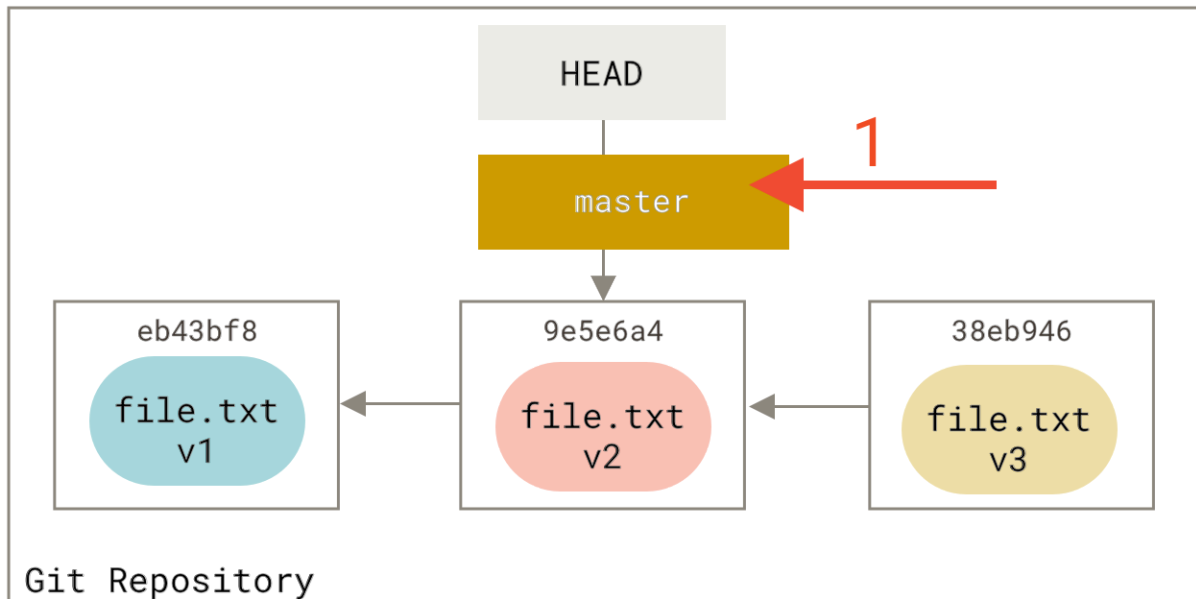 HEAD
1
master
eb43bf8
9e5e6a4
38eb946
file.txt
v1
file.txt
v2
file.txt
v3
Git Repository